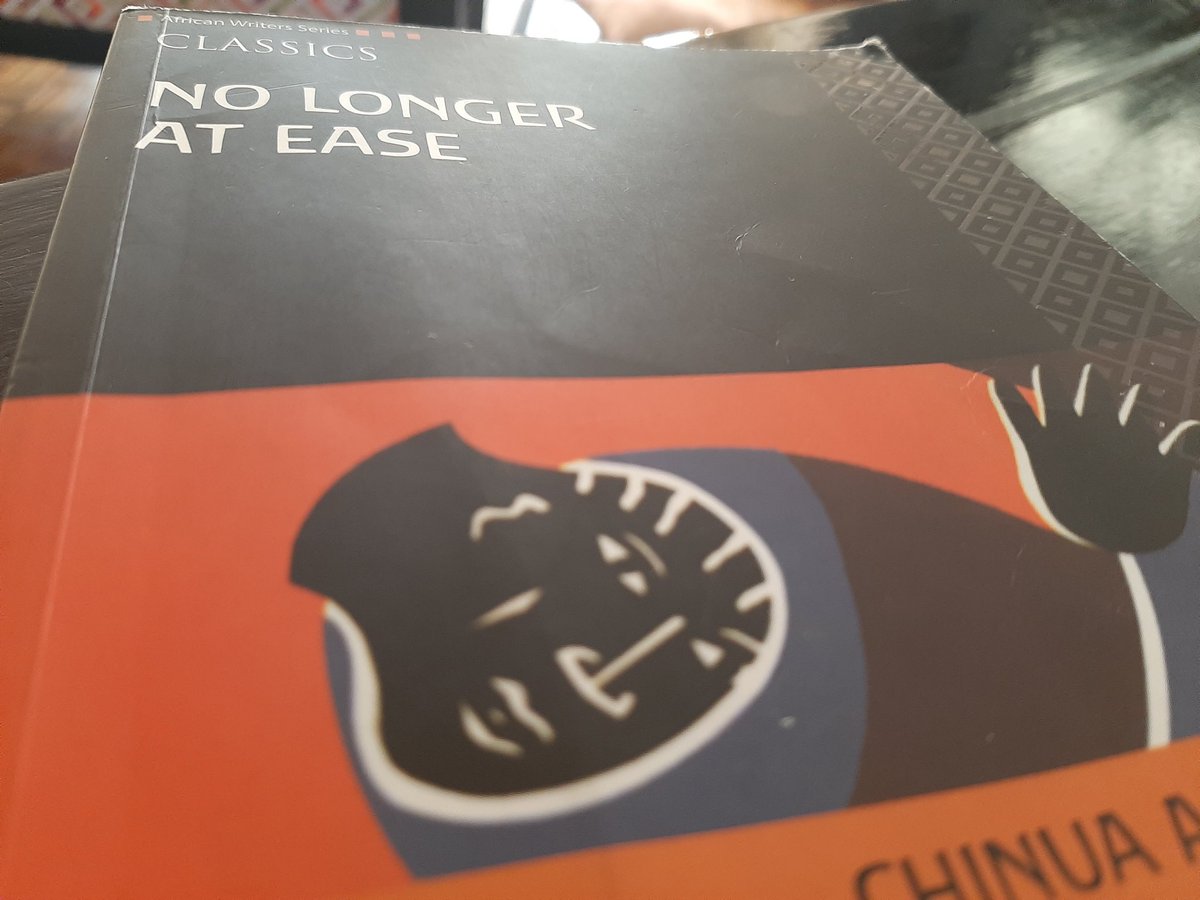 African Writers Series
CLASSICS
NO LONGER
AT EASE
CHINUA